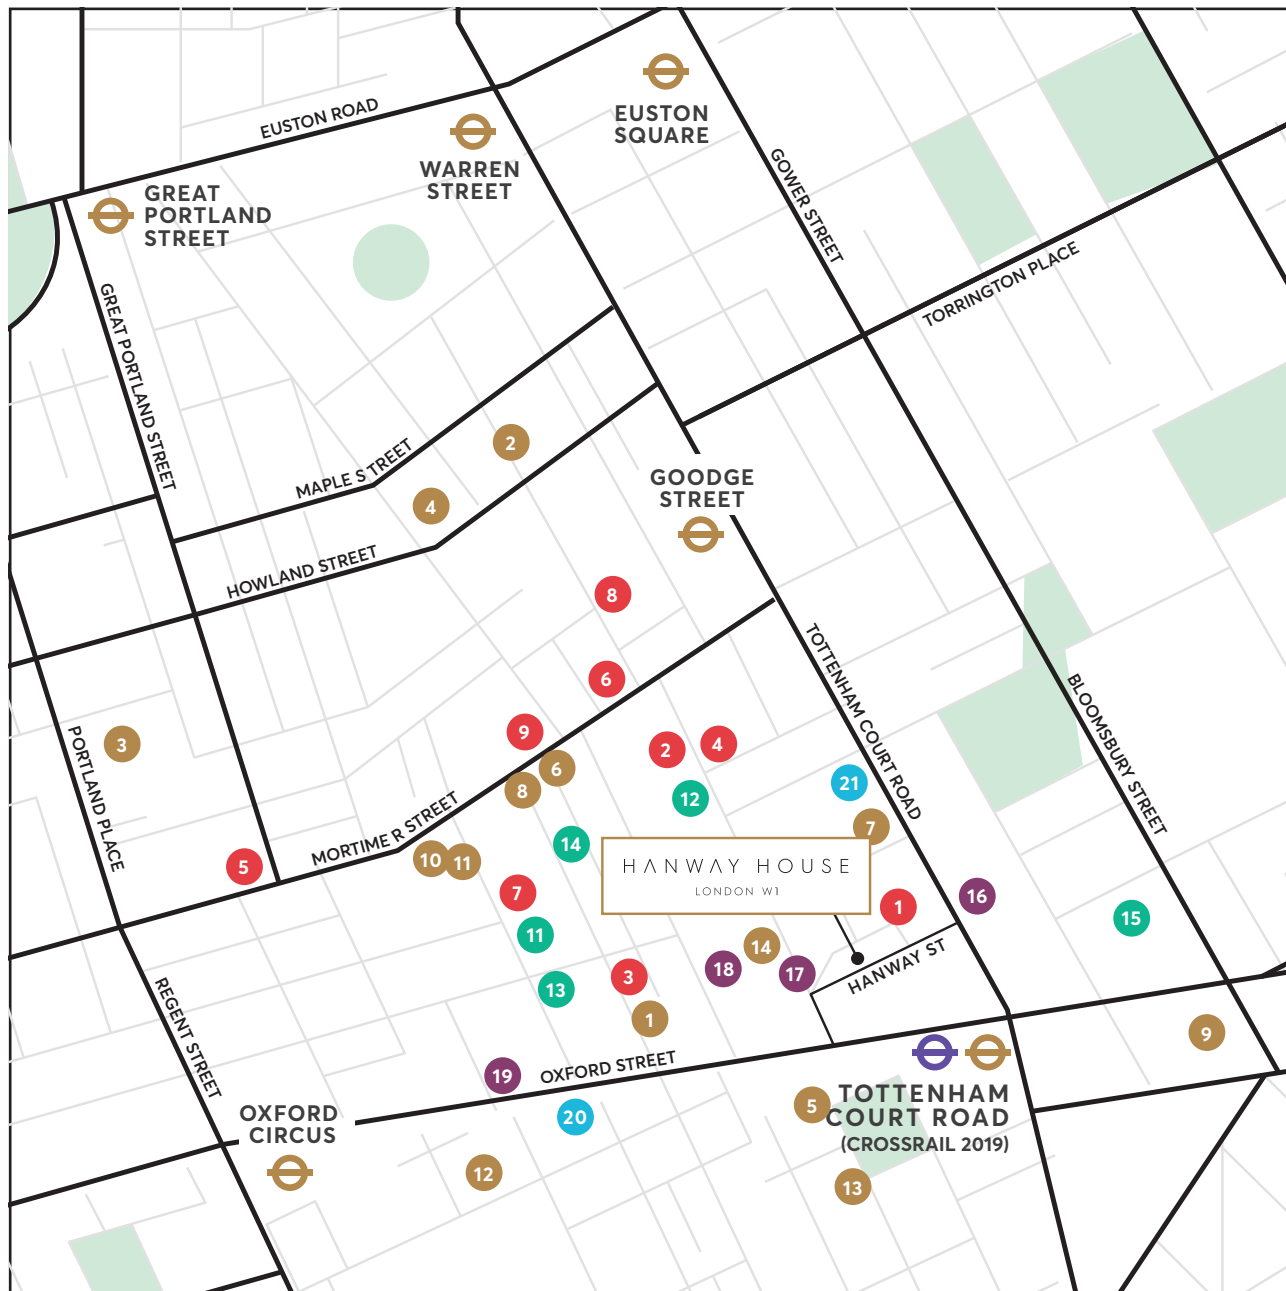 EUSTON ROAD
EUSTON
SQUARE
WARREN
STREET
GREAT
PORTLAND
STREET
GOWER STREET
TORRINGTON PLACE
GREAT PORTLAND STREET
MAPLE S TREET
2
4
GOODGE
STREET
HOWLAND STREET
8
6
TOTTENHAM COURT ROAD
BLOOMSBURY STREET
PORTLAND PLACE
3
9
2
4
6
8
12
21
7
MORTIME R STREET
14
5
10
11
HANWAY HOUSE
LONDON W1
7
1
16
15
11
14
18
17
HANWAY ST
13
3
1
REGENT STREET
9
19
OXFORD STREET
20
5
TOTTENHAM
COURT ROAD
(CROSSRAIL 2019)
OXFORD
CIRCUS
12
13